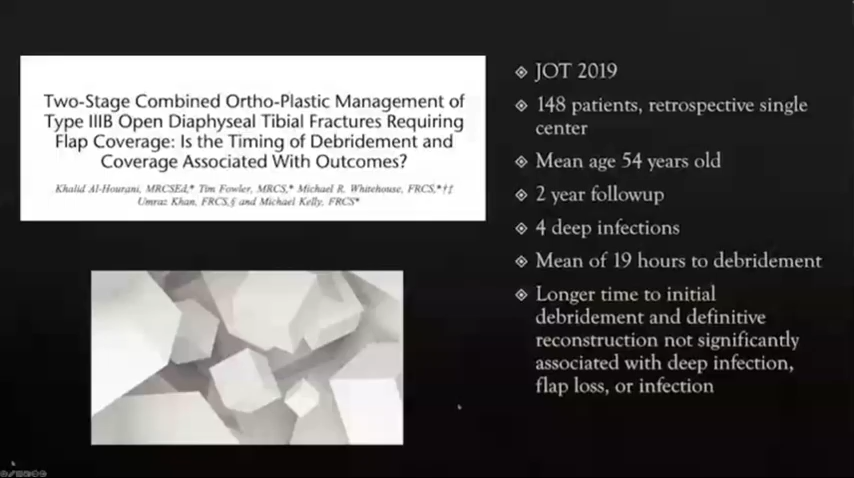 Two-Stage Combined Ortho-Plastic Management of
Type IIIB Open Diaphyseal Tibial Fractures Requiring
Flap Coverage: Is the Timing of Debridement and
Coverage Associated With Outcomes?
Khalid Al-Hourani, MRCSEd,* Tim Fowler, MRCS,* Michael R. Whitehouse, FRCS,*†‡
Umraz Khan, FRCS,§ and Michael Kelly, FRCS*
JOT 2019
148 patients, retrospective single
center
Mean age 54 years old
2 year followup
4 deep infections
Mean of 19 hours to debridement
Longer time to initial
debridement and definitive
reconstruction not significantly
associated with deep infection,
flap loss, or infection